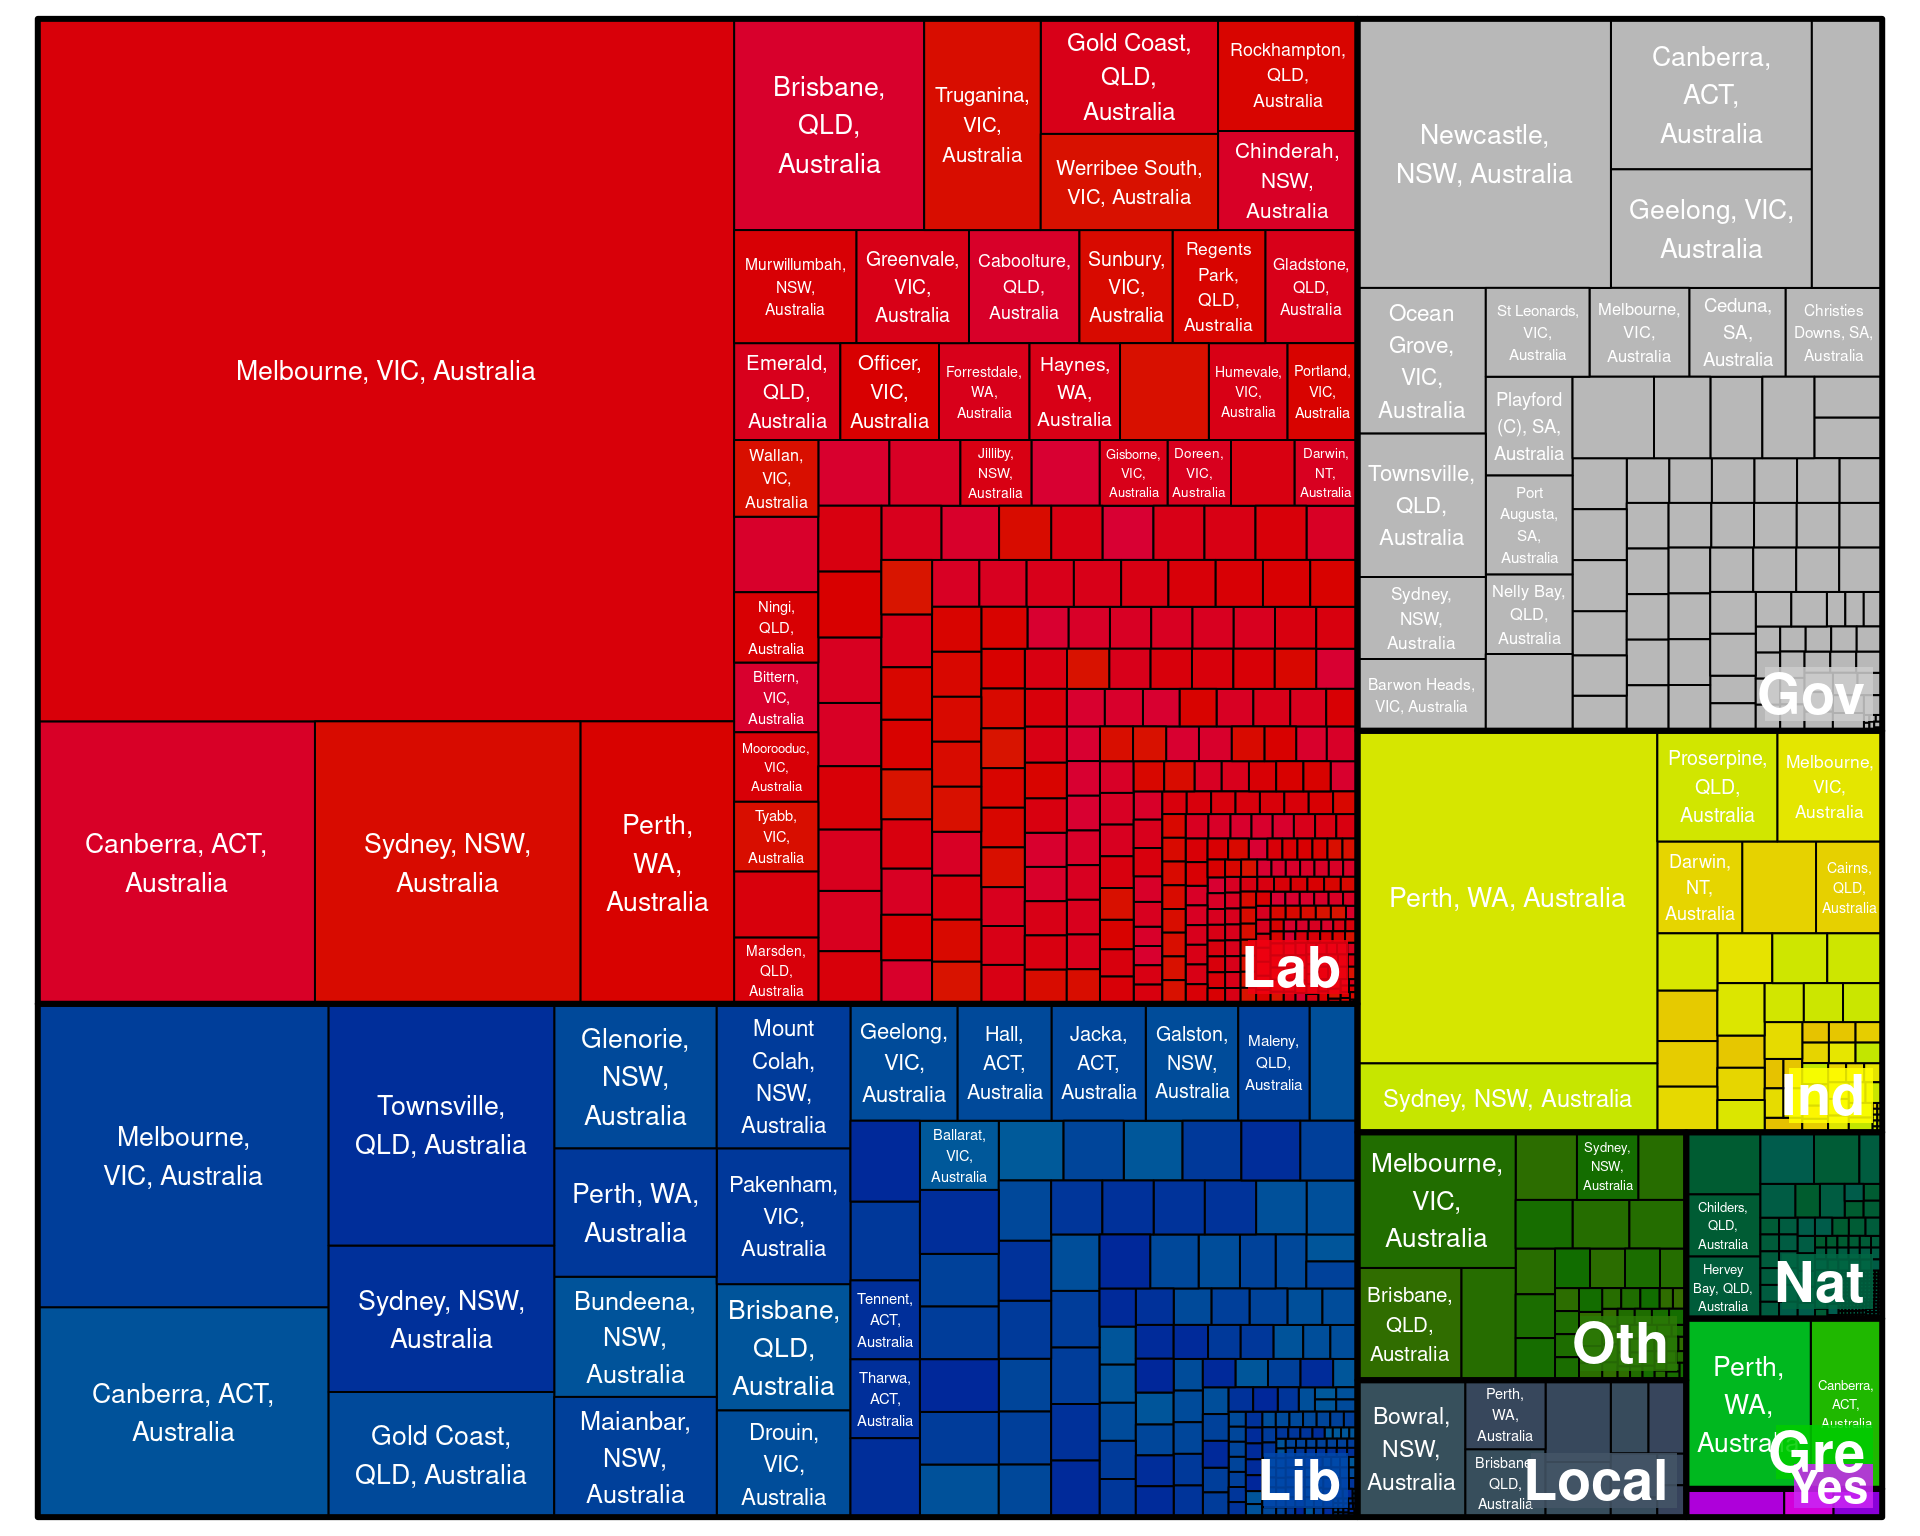 Melbourne, VIC, Australia
Canberra, ACT,
Australia
Sydney, NSW,
Australia
Perth,
WA,
Australia
Brisbane,
QLD,
Australia
Truganina,
VIC,
Australia
Gold Coast,
QLD,
Australia
Werribee South,
VIC, Australia
Rockhampton,
QLD,
Australia
Chinderah,
NSW,
Australia
Murwillumbah,
NSW,
Australia
Greenvale,
VIC,
Australia
Caboolture,
QLD,
Australia
Sunbury,
VIC,
Australia
Regents
Park,
QLD,
Australia
Gladstone,
QLD,
Australia
Emerald,
QLD,
Australia
Officer,
VIC,
Australia
Forrestdale,
WA,
Australia
Haynes,
WA,
Australia
Humevale,
VIC,
Australia
Portland,
VIC,
Australia
Wallan,
VIC,
Australia
Jilliby,
NSW,
Australia
Gisborne,
VIC,
Australia
Doreen,
VIC,
Australia
Darwin,
NT,
Australia
Ningi,
QLD,
Australia
Bittern,
VIC,
Australia
Moorooduc,
VIC,
Australia
Tyabb,
VIC,
Australia
Marsden,
QLD,
Australia
Lab
Newcastle,
NSW, Australia
Canberra,
ACT,
Australia
Geelong, VIC,
Australia
Ocean
Grove,
VIC,
Australia
St Leonards,
VIC,
Australia
Melbourne,
VIC,
Australia
Ceduna,
SA,
Australia
Christies
Downs, SA,
Australia
Playford
(C), SA,
Australia
Townsville,
QLD,
Australia
Port
Augusta,
SA,
Australia
Sydney,
NSW,
Australia
Nelly Bay,
QLD,
Australia
Barwon Heads,
VIC, Australia
Gov
Perth, WA, Australia
Proserpine,
QLD,
Australia
Melbourne,
VIC,
Australia
Darwin,
NT,
Australia
Cairns,
QLD,
Australia
Sydney, NSW, Australia
Ind
Melbourne,
VIC, Australia
Canberra, ACT,
Australia
Townsville,
QLD, Australia
Sydney, NSW,
Australia
Gold Coast,
QLD, Australia
Glenorie,
NSW,
Australia
Perth, WA,
Australia
Bundeena,
NSW,
Australia
Maianbar,
NSW,
Australia
Mount
Colah,
NSW,
Australia
Pakenham,
VIC,
Australia
Brisbane,
QLD,
Australia
Drouin,
VIC,
Australia
Geelong,
VIC,
Australia
Hall,
ACT,
Australia
Jacka,
ACT,
Australia
Galston,
NSW,
Australia
Maleny,
QLD,
Australia
Ballarat,
VIC,
Australia
Tennent,
ACT,
Australia
Tharwa,
ACT,
Australia
Lib
Melbourne,
VIC,
Australia
Sydney,
NSW,
Australia
Brisbane,
QLD,
Australia
Oth
Childers,
QLD,
Australia
Hervey
Bay, QLD,
Australia
Nat
Bowral,
NSW,
Australia
Perth,
WA,
Australia
Brisbane,
QLD,
Australia
Local
Perth,
WA,
Australia
Canberra,
ACT,
Australia
Gre
Yes